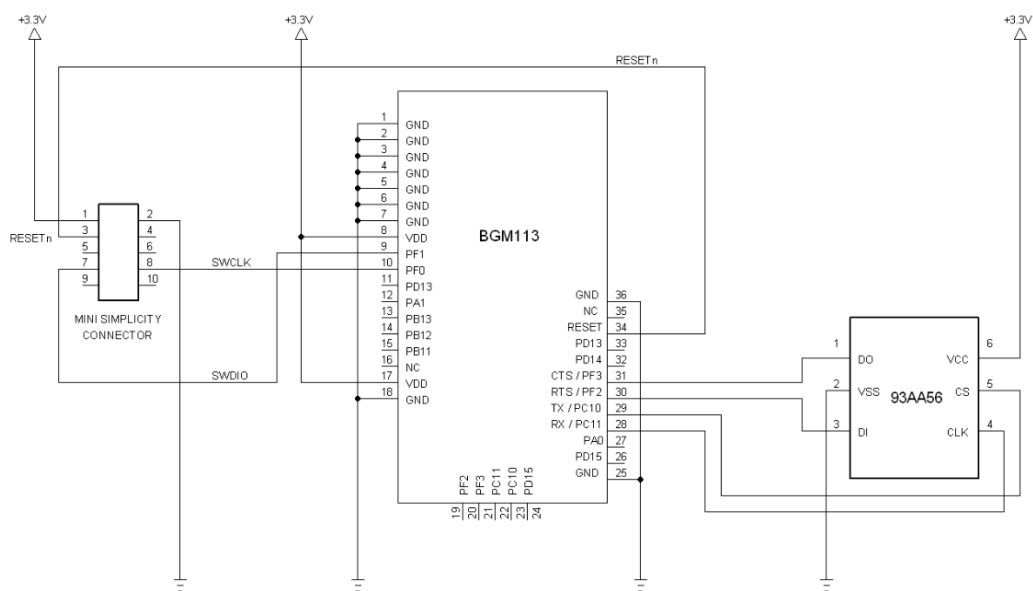 +3.3V
+3.3V
+3.3V
RESETn
1 GND
2 GND
3 GND
4 GND
5 GND
6 GND
7 GND
8 VDD
9 PF1
10 PF0
11 PD13
12 PA1
13 PB13
14 PB12
15 PB11
16 NC
17 VDD
18 GND
BGM113
GND 36
NC 35
RESET 34
PD13 33
PD14 32
CTS / PF3 31
RTS / PF2 30
TX / PC10 29
RX / PC11 28
PA0 27
PD15 26
GND 25
PF2 PF3 PC11 PC10 PD15
19 20 21 22 23 24
1 2
RESETn 3 4
5 6
7 8
9 10
MINI SIMPLICITY
CONNECTOR
SWCLK
SWDIO
1 DO VCC 6
2 VSS CS 5
93AA56
3 DI CLK 4